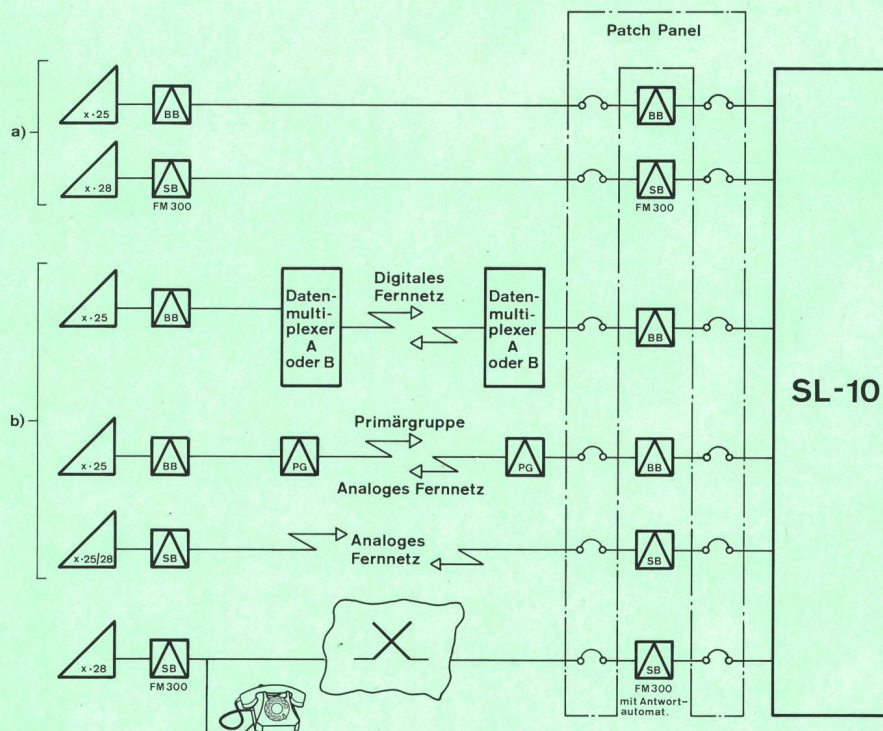 Patch Panel
a)
x·25
BB
BB
x·28
SB
FM 300
SB
FM 300
b)
x·25
BB
Daten-
multi-
plexer
A
oder B
Digitales
Fernnetz
Daten-
multi-
plexer
A
oder B
BB
SL-10
x·25
BB
PG
Primärgruppe
Analoges Fernnetz
PG
BB
x·25/28
SB
Analoges
Fernnetz
SB
x·28
SB
FM 300
SB
FM 300
mit Antwort-
automat.